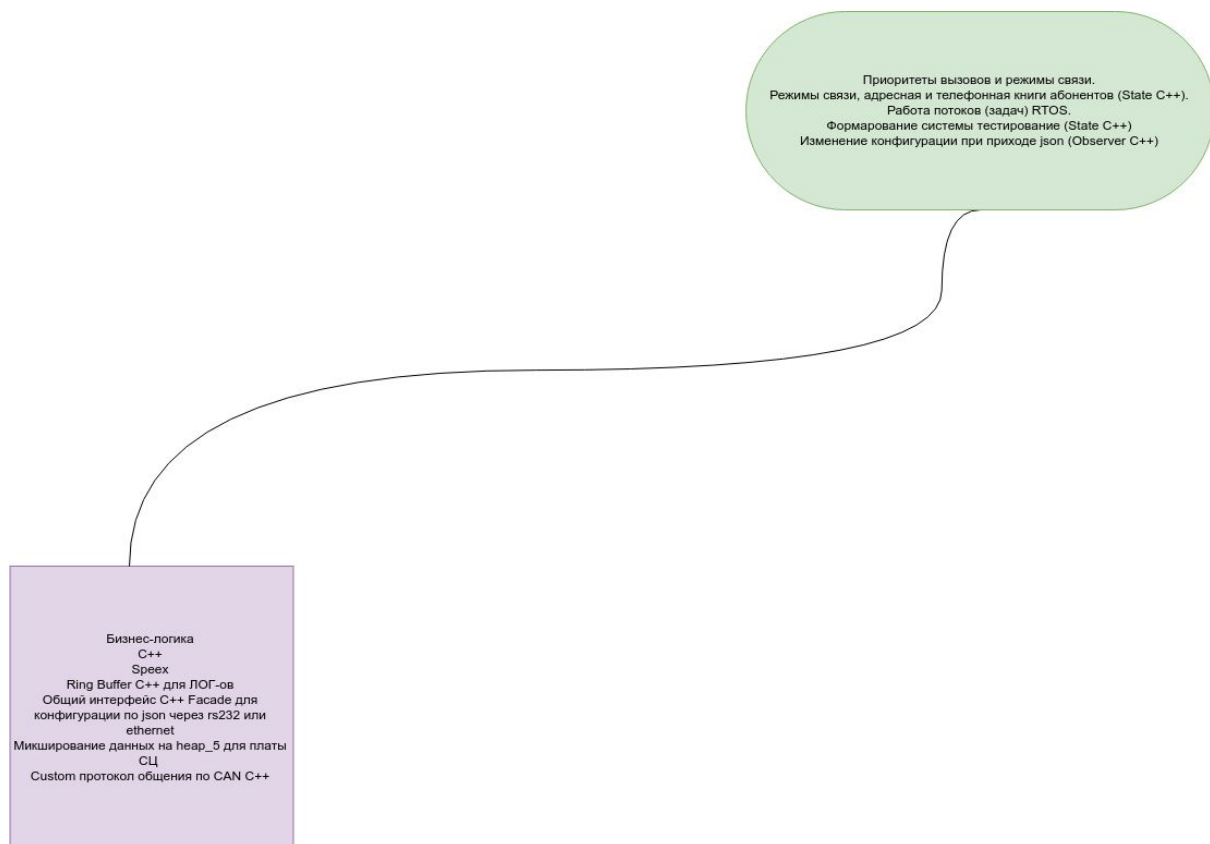 Приоритеты вызовов и режимы связи.
Режимы связи, адресная и телефонная книги абонентов (State C++).
Работа потоков (задач) RTOS.
Формарование системы тестирование (State C++)
Изменение конфигурации при приходе json (Observer C++)
Бизнес-логика
C++
Speex
Ring Buffer C++ для ЛОГ-ов
Общий интерфейс C++ Facade для
конфигурации по json через rs232 или
ethernet
Микширование данных на heap_5 для платы
СЦ
Custom протокол общения по CAN C++